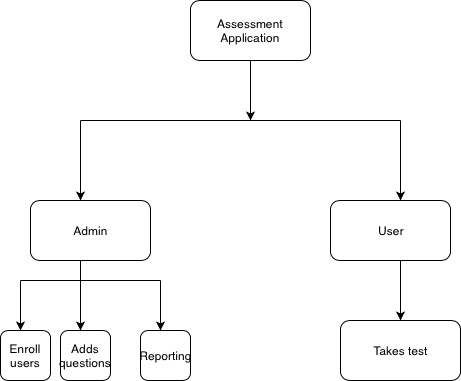 Assessment
Application
Admin
User
Enroll
users
Adds
questions
Reporting
Takes test